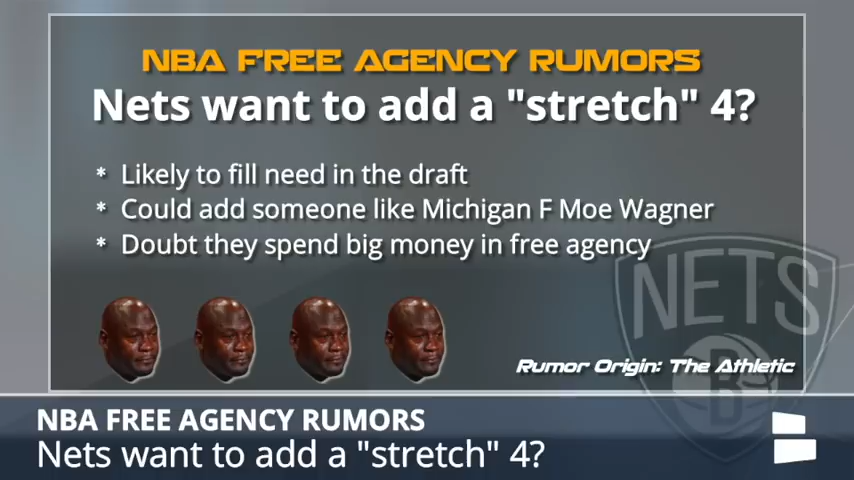 NBA FREE AGENCY RUMORS
Nets want to add a "stretch" 4?
* Likely to fill need in the draft
* Could add someone like Michigan F Moe Wagner
* Doubt they spend big money in free agency
NETS
B
Rumor Origin: The Athletic
NBA FREE AGENCY RUMORS
Nets want to add a "stretch" 4?